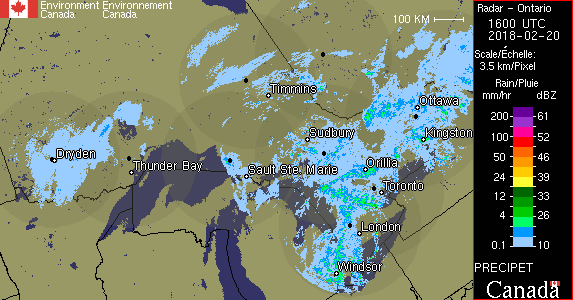 Environment Environnement
Canada Canada
100 KM
Timmins
Ottawa
Sudbury
Kingston
Dryden
Thunder Bay
Sault Ste. Marie
Orillia
Toronto
London
Windsor
Radar - Ontario
1600 UTC
2018-02-20
Scale/Échelle:
3.5 km/Pixel
Rain/Pluie
mm/hr dBZ
200 61
100 52
50 46
24 39
12 33
4 26
0.1 10
PRECIPET
Canada